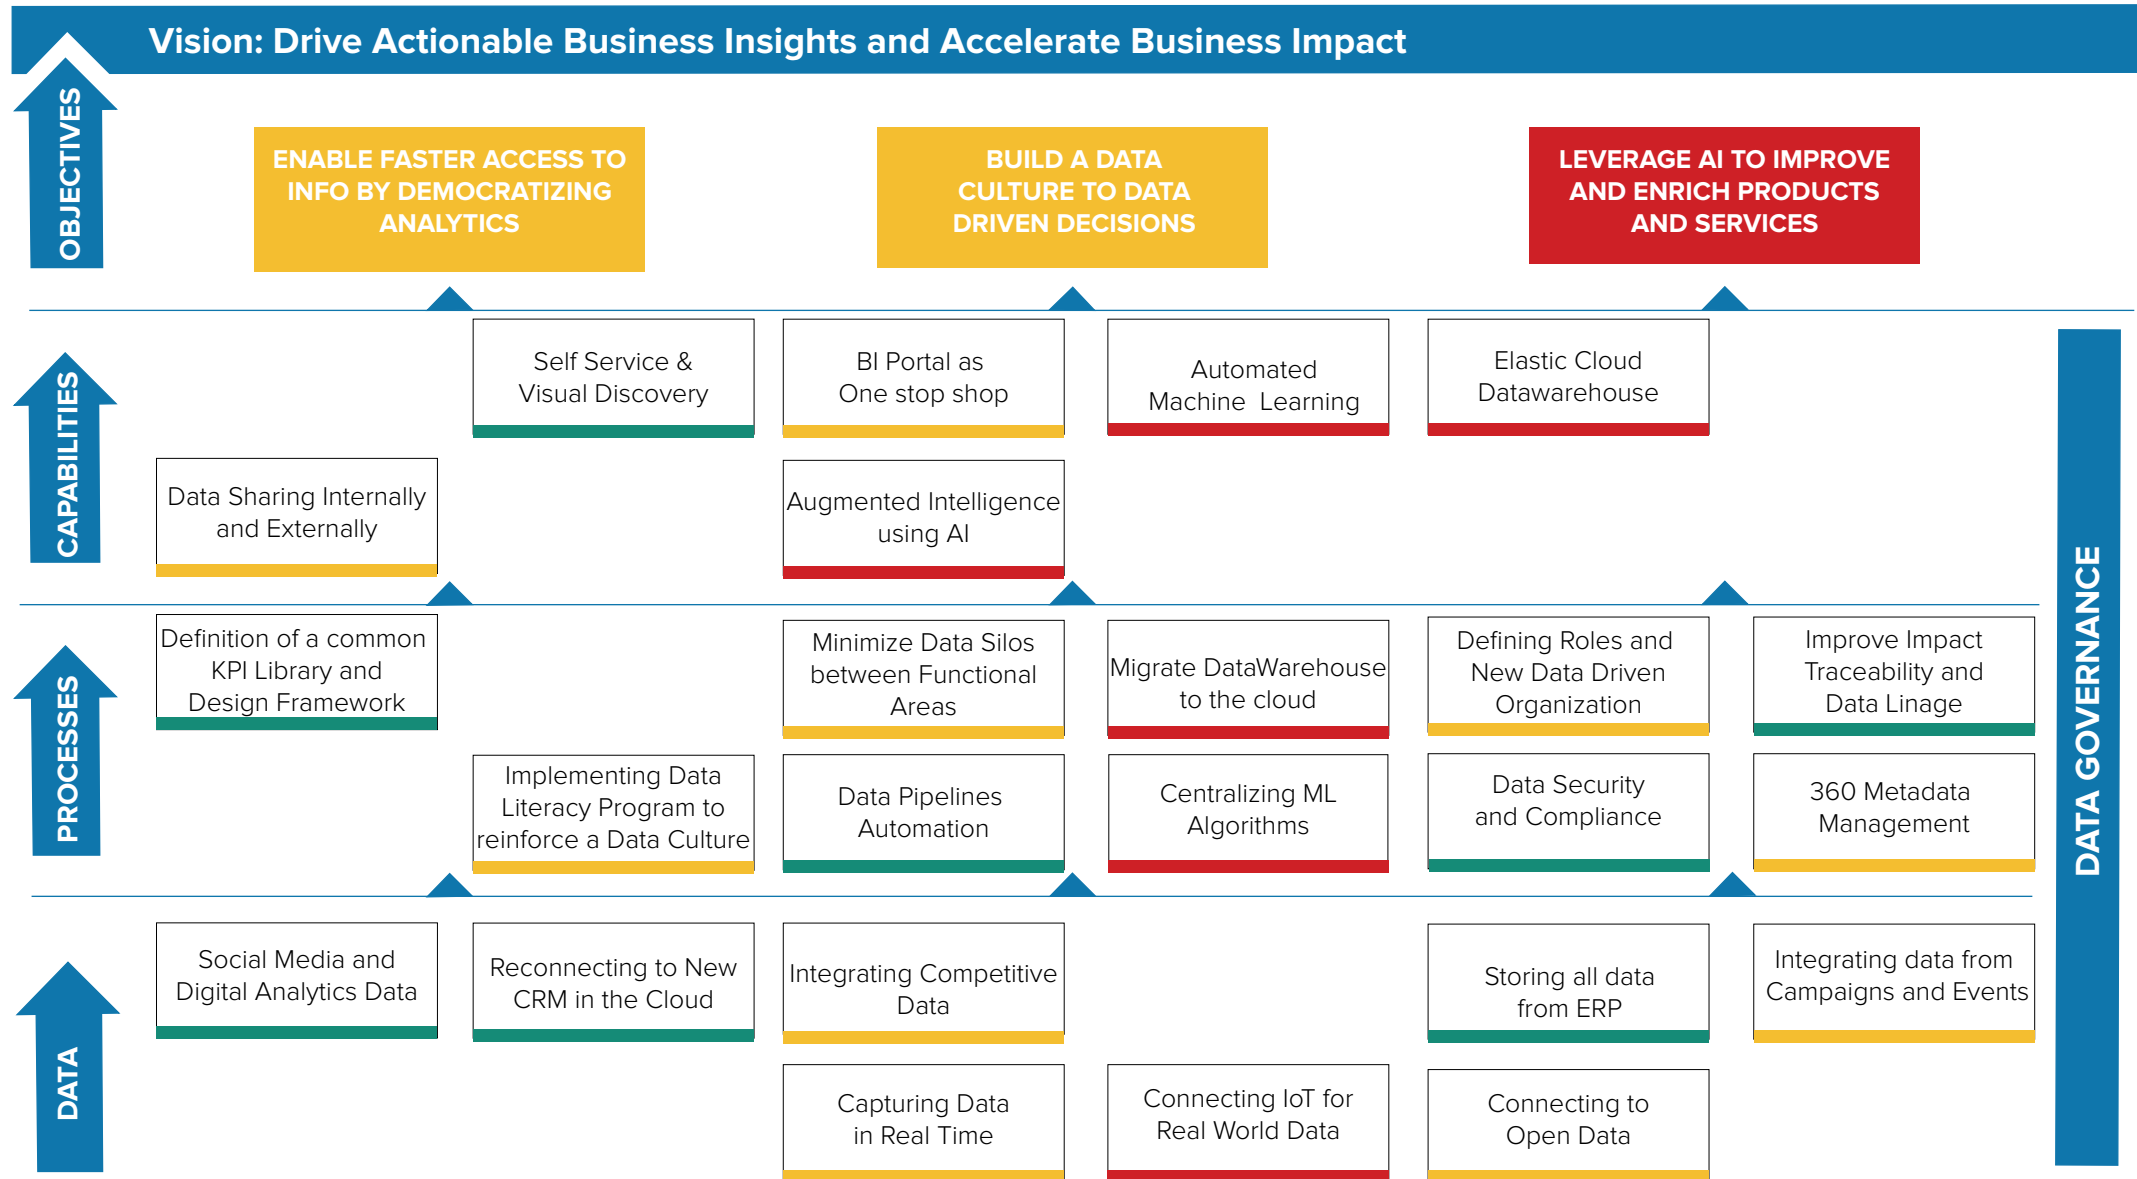 Vision: Drive Actionable Business Insights and Accelerate Business Impact
OBJECTIVES
ENABLE FASTER ACCESS TO
INFO BY DEMOCRATIZING
ANALYTICS
BUILD A DATA
CULTURE TO DATA
DRIVEN DECISIONS
LEVERAGE AI TO IMPROVE
AND ENRICH PRODUCTS
AND SERVICES
CAPABILITIES
Self Service &
Visual Discovery
BI Portal as
One stop shop
Automated
Machine Learning
Elastic Cloud
Datawarehouse
Data Sharing Internally
and Externally
Augmented Intelligence
using AI
PROCESSES
Definition of a common
KPI Library and
Design Framework
Minimize Data Silos
between Functional
Areas
Migrate DataWarehouse
to the cloud
Defining Roles and
New Data Driven
Organization
Improve Impact
Traceability and
Data Linage
Implementing Data
Literacy Program to
reinforce a Data Culture
Data Pipelines
Automation
Centralizing ML
Algorithms
Data Security
and Compliance
360 Metadata
Management
DATA
Social Media and
Digital Analytics Data
Reconnecting to New
CRM in the Cloud
Integrating Competitive
Data
Storing all data
from ERP
Integrating data from
Campaigns and Events
Capturing Data
in Real Time
Connecting IoT for
Real World Data
Connecting to
Open Data
DATA GOVERNANCE